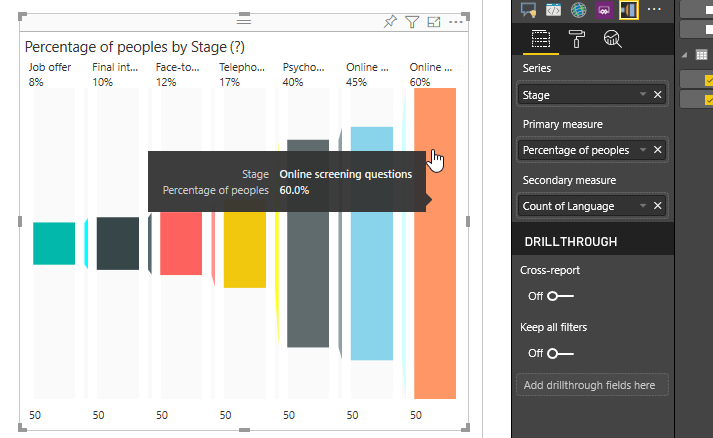 Percentage of peoples by Stage (?)
Job offer Final int... Face-to... Telepho... Psycho... Online ... Online ...
8% 10% 12% 17% 40% 45% 60%
Stage Online screening questions
Percentage of peoples 60.0%
50 50 50 50 50 50 50
Series
Stage
Primary measure
Percentage of peoples
Secondary measure
Count of Language
DRILLTHROUGH
Cross-report
Off
Keep all filters
Off
Add drillthrough fields here